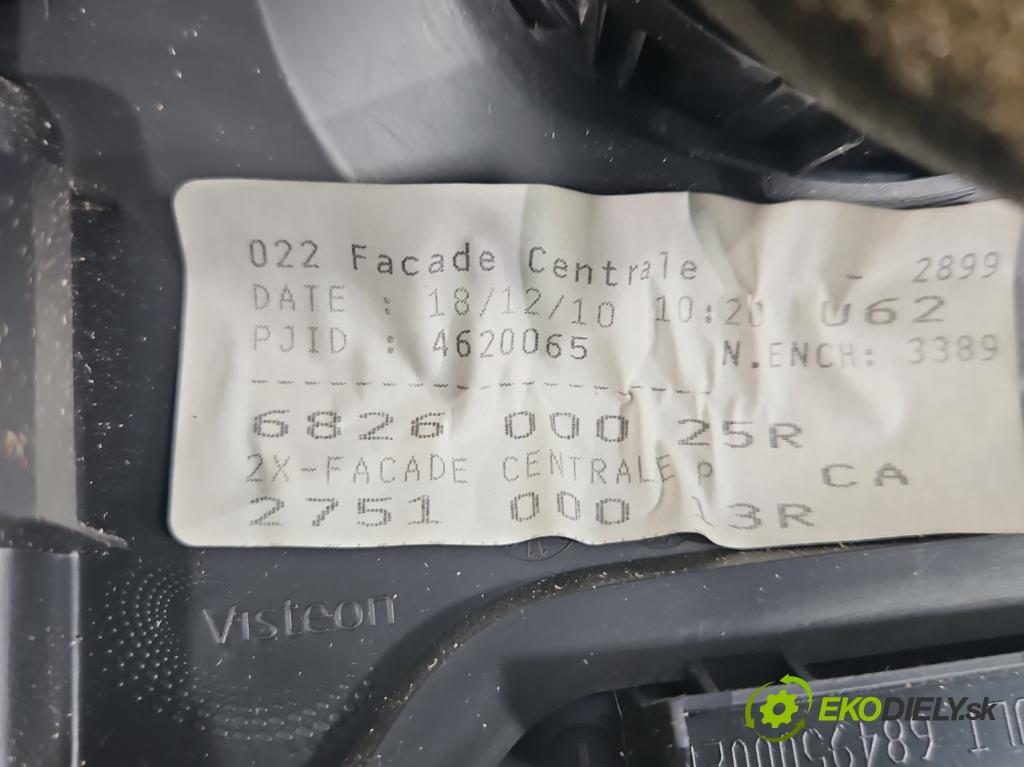 022 Facade Centrale - 2899
DATE : 18/12/10 10:20 U62
PJID : 4620065 N.ENCH: 3389
6826 000 25R
2X-FACADE CENTRALE P CA
2751 000 13R
11
Visteon
EKODIELY.sk